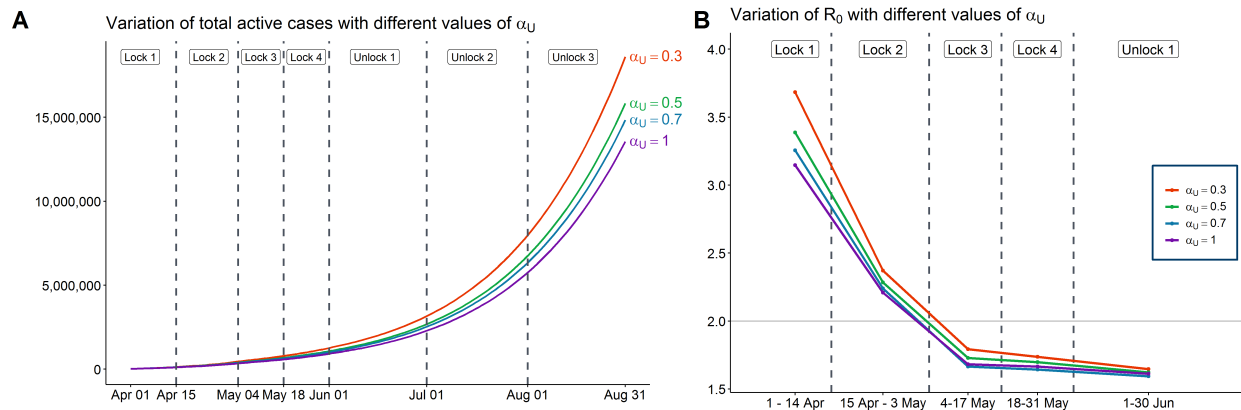 A
Variation of total active cases with different values of αU
Lock 1 Lock 2 Lock 3 Lock 4 Unlock 1 Unlock 2 Unlock 3
αU = 0.3
αU = 0.5
αU = 0.7
αU = 1
15,000,000
10,000,000
5,000,000
0
Apr 01 Apr 15 May 04 May 18 Jun 01 Jul 01 Aug 01 Aug 31
B
Variation of R0 with different values of αU
Lock 1 Lock 2 Lock 3 Lock 4 Unlock 1
4.0
3.5
3.0
2.5
2.0
1.5
αU = 0.3
αU = 0.5
αU = 0.7
αU = 1
1 - 14 Apr 15 Apr - 3 May 4-17 May 18-31 May 1-30 Jun